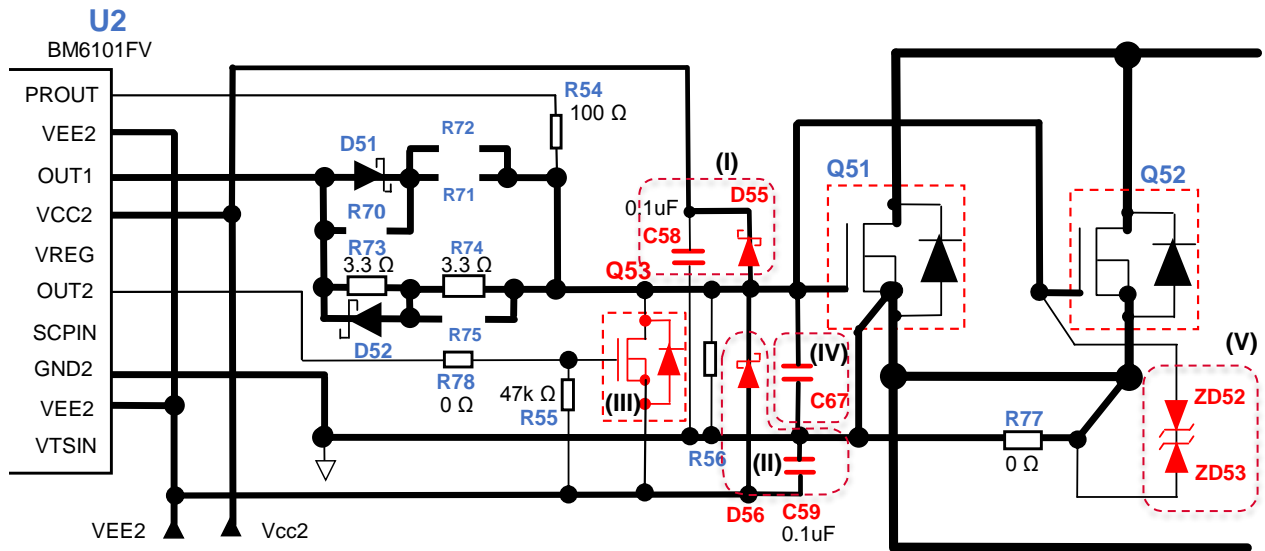 U2
BM6101FV
PROUT
VEE2
OUT1
VCC2
VREG
OUT2
SCPIN
GND2
VEE2
VTSIN
VEE2
Vcc2
D51
R72
R71
R70
R73
3.3 Ω
R74
3.3 Ω
R75
D52
R54
100 Ω
R78
0 Ω
47k Ω
R55
Q53
(III)
R56
(I)
D55
0.1uF
C58
(IV)
C67
(II)
D56
C59
0.1uF
Q51
Q52
R77
0 Ω
(V)
ZD52
ZD53